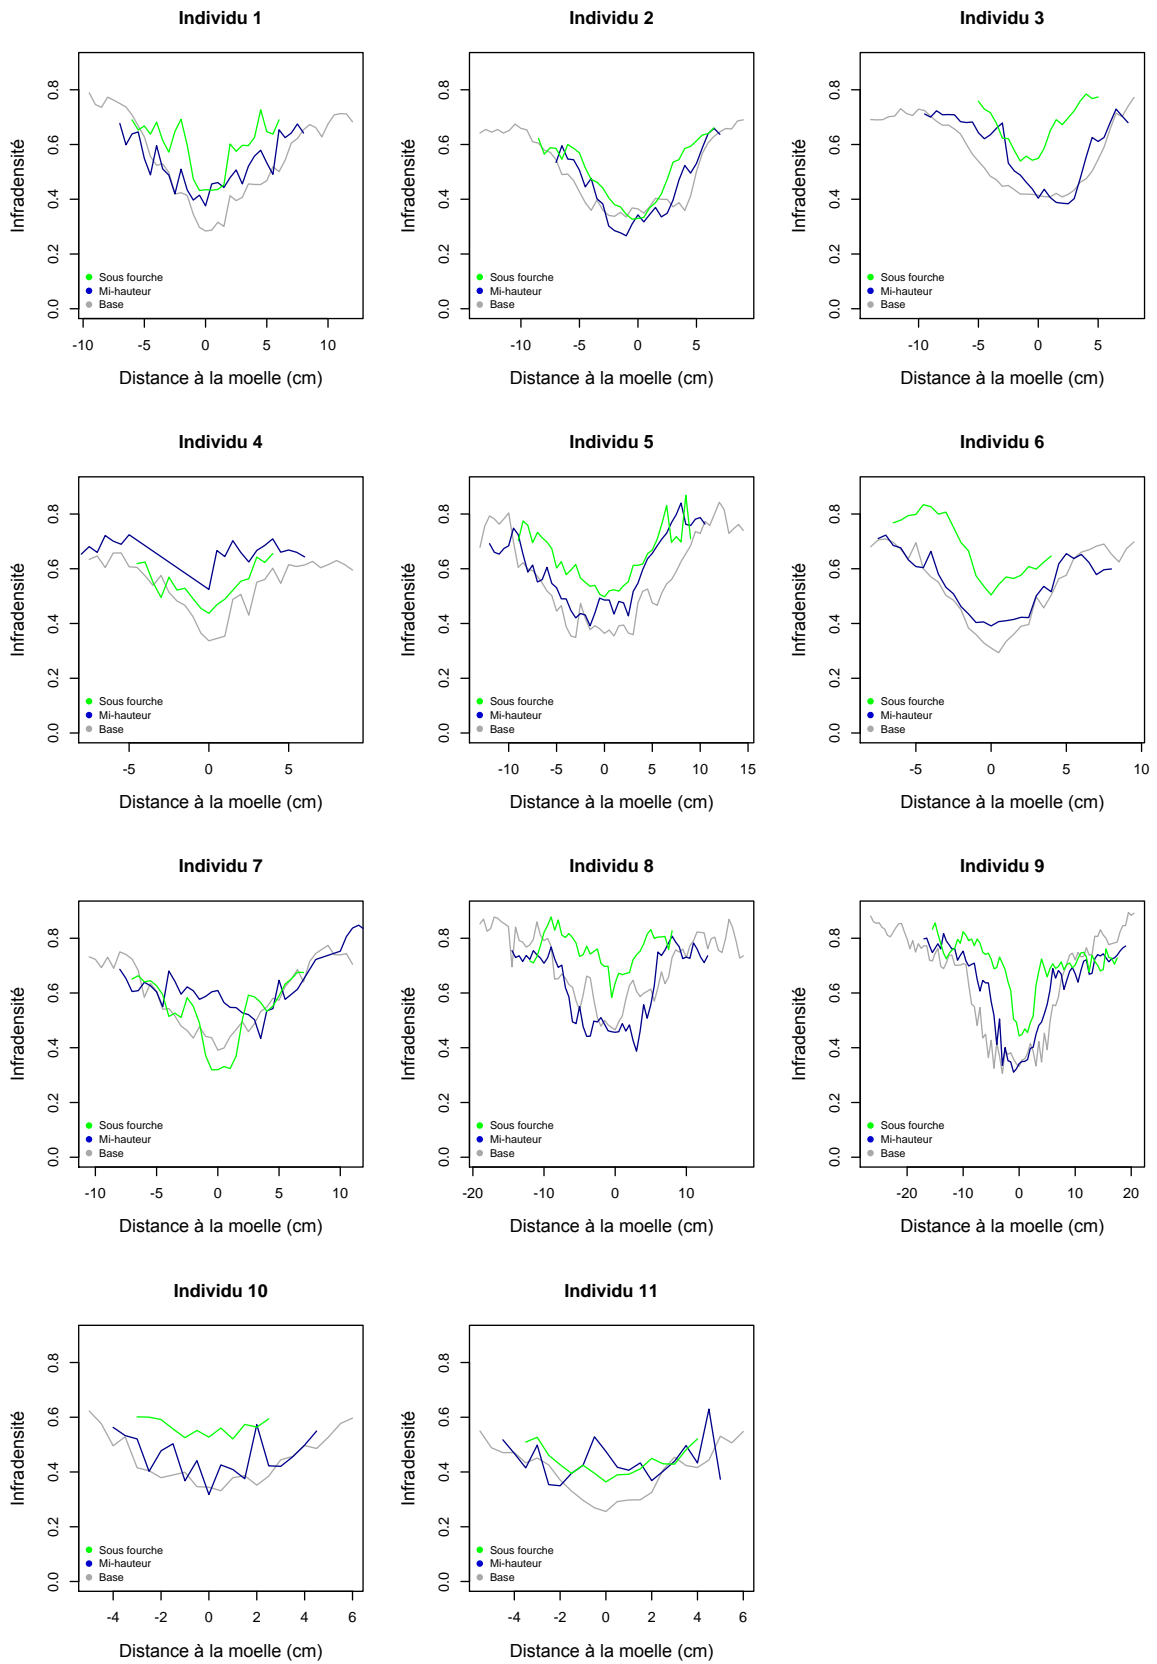 Individu 1
Infradensité
0.0 0.2 0.4 0.6 0.8
Sous fourche
Mi-hauteur
Base
-10 -5 0 5 10
Distance à la moelle (cm)
Individu 2
Infradensité
0.0 0.2 0.4 0.6 0.8
Sous fourche
Mi-hauteur
Base
-10 -5 0 5
Distance à la moelle (cm)
Individu 3
Infradensité
0.0 0.2 0.4 0.6 0.8
Sous fourche
Mi-hauteur
Base
-10 -5 0 5
Distance à la moelle (cm)
Individu 4
Infradensité
0.0 0.2 0.4 0.6 0.8
Sous fourche
Mi-hauteur
Base
-5 0 5
Distance à la moelle (cm)
Individu 5
Infradensité
0.0 0.2 0.4 0.6 0.8
Sous fourche
Mi-hauteur
Base
-10 -5 0 5 10 15
Distance à la moelle (cm)
Individu 6
Infradensité
0.0 0.2 0.4 0.6 0.8
Sous fourche
Mi-hauteur
Base
-5 0 5 10
Distance à la moelle (cm)
Individu 7
Infradensité
0.0 0.2 0.4 0.6 0.8
Sous fourche
Mi-hauteur
Base
-10 -5 0 5 10
Distance à la moelle (cm)
Individu 8
Infradensité
0.0 0.2 0.4 0.6 0.8
Sous fourche
Mi-hauteur
Base
-20 -10 0 10
Distance à la moelle (cm)
Individu 9
Infradensité
0.0 0.2 0.4 0.6 0.8
Sous fourche
Mi-hauteur
Base
-20 -10 0 10 20
Distance à la moelle (cm)
Individu 10
Infradensité
0.0 0.2 0.4 0.6 0.8
Sous fourche
Mi-hauteur
Base
-4 -2 0 2 4 6
Distance à la moelle (cm)
Individu 11
Infradensité
0.0 0.2 0.4 0.6 0.8
Sous fourche
Mi-hauteur
Base
-4 -2 0 2 4 6
Distance à la moelle (cm)